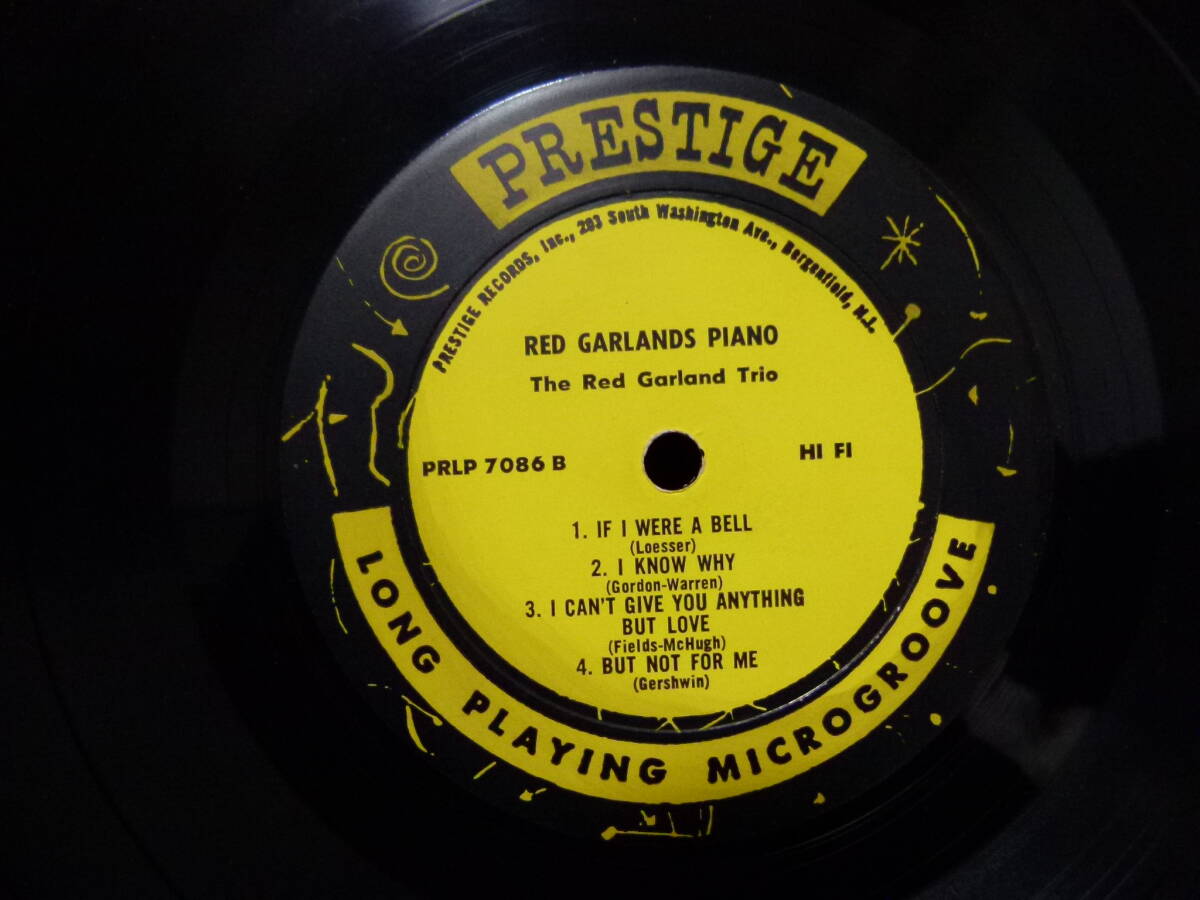 PRESTIGE
PRESTIGE RECORDS, Inc., 203 South Washington Ave., Bergenfield, N.J.
RED GARLANDS PIANO
The Red Garland Trio
PRLP 7086 B
HI FI
1. IF I WERE A BELL
(Loesser)
2. I KNOW WHY
(Gordon-Warren)
3. I CAN'T GIVE YOU ANYTHING
BUT LOVE
(Fields-McHugh)
4. BUT NOT FOR ME
(Gershwin)
LONG PLAYING MICROGROOVE